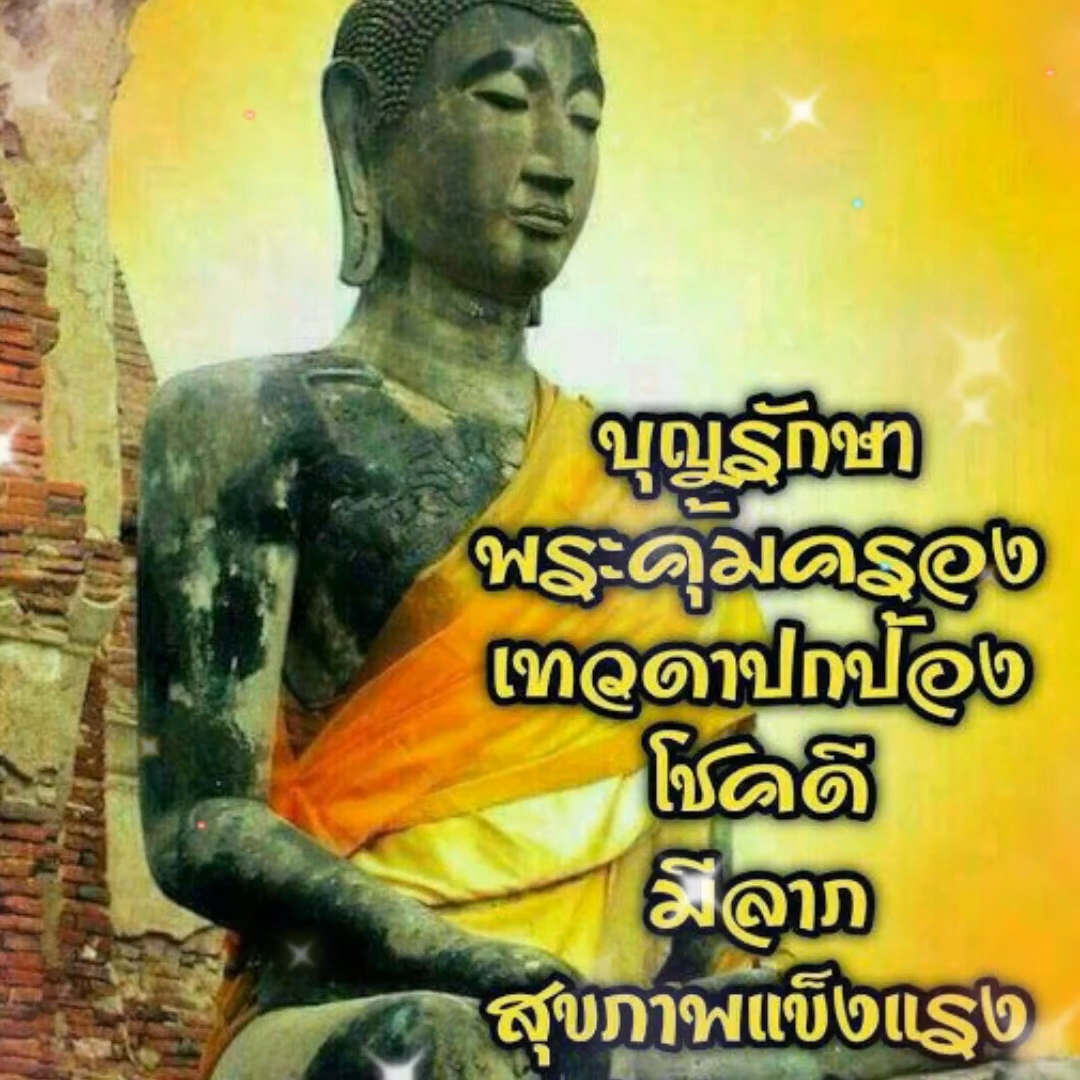 บุญรักษา
พระคุ้มครอง
เทวดาปกป้อง
โชคดี
มีลาภ
สุขภาพแข็งแรง